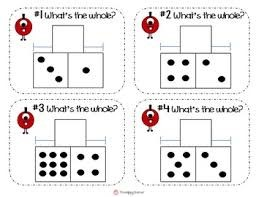 #1 What's the whole?
#2 What's the whole?
#3 What's the whole?
#4 What's the whole?